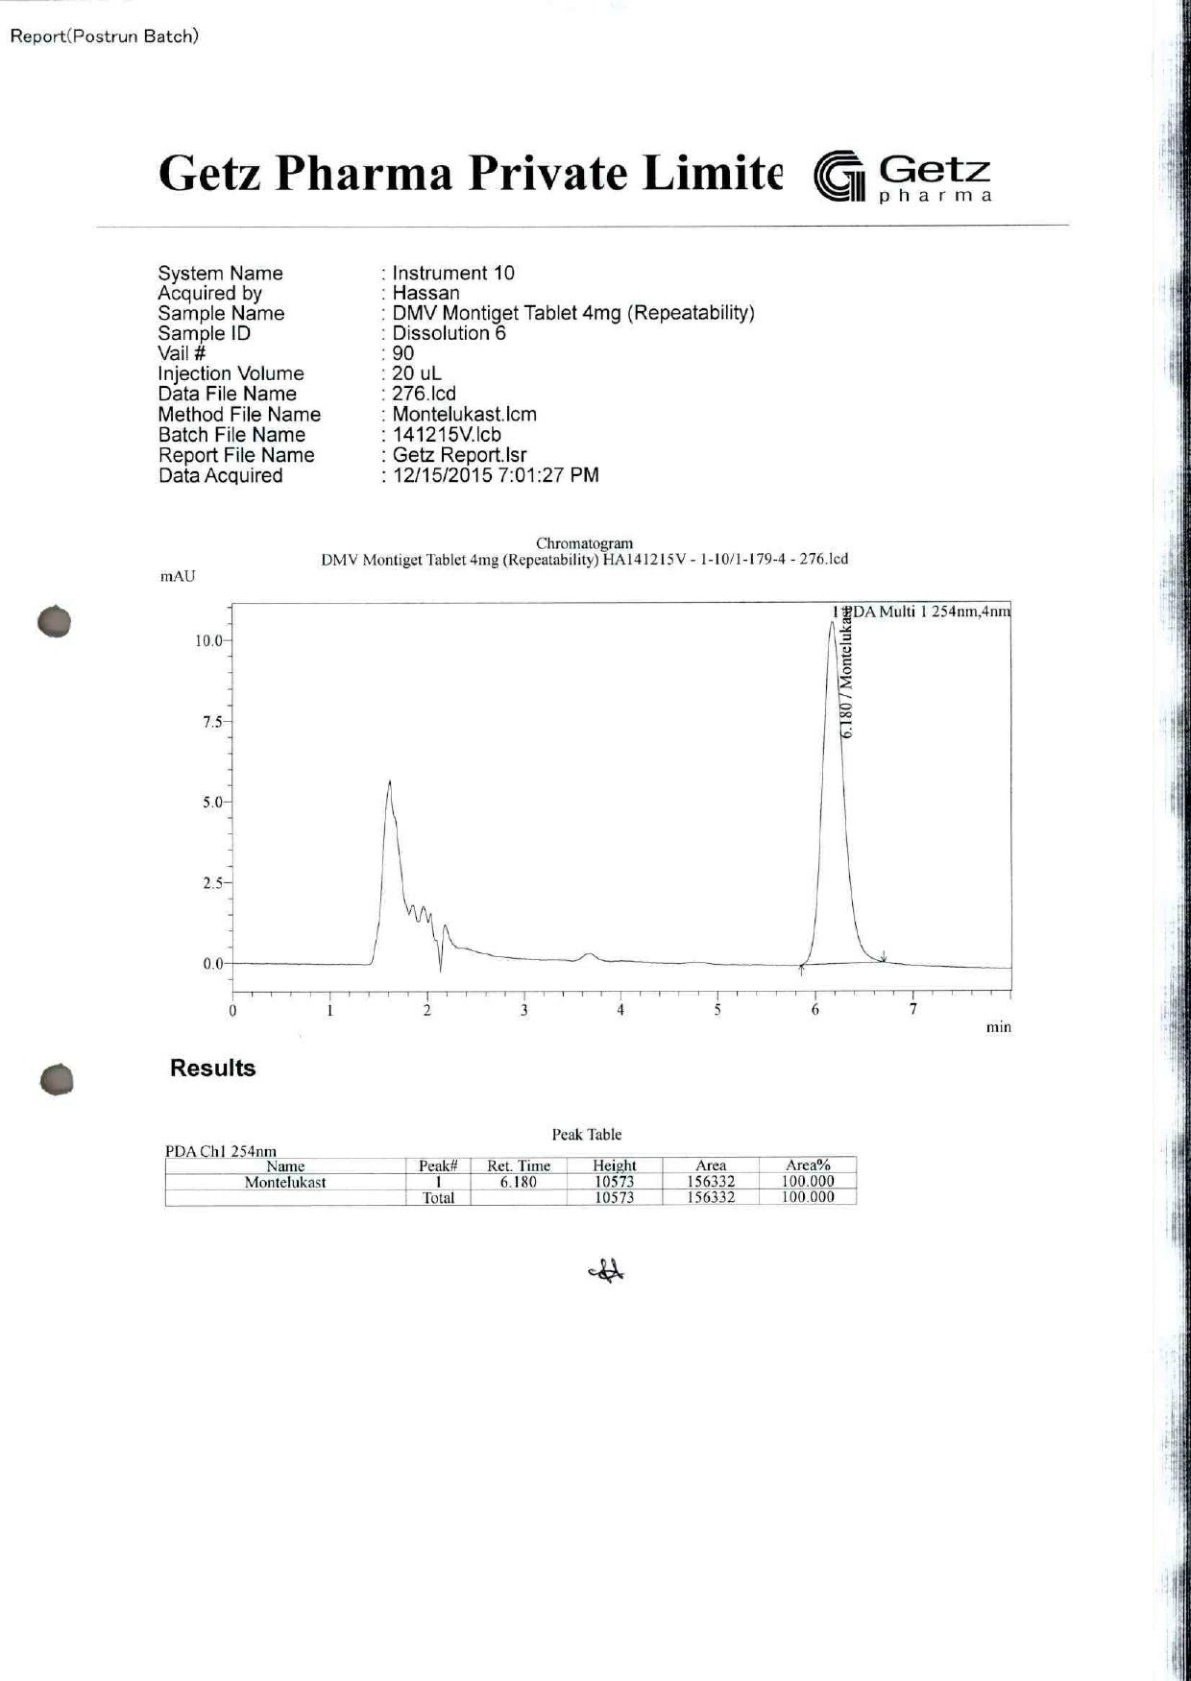 Report(Postrun Batch)
Getz Pharma Private Limite
Getz
pharma
System Name : Instrument 10
Acquired by : Hassan
Sample Name : DMV Montiget Tablet 4mg (Repeatability)
Sample ID : Dissolution 6
Vail # : 90
Injection Volume : 20 uL
Data File Name : 276.lcd
Method File Name : Montelukast.lcm
Batch File Name : 141215V.lcb
Report File Name : Getz Report.lsr
Data Acquired : 12/15/2015 7:01:27 PM
Chromatogram
DMV Montiget Tablet 4mg (Repeatability) HA141215V - 1-10/1-179-4 - 276.lcd
mAU
PDA Multi 1 254nm,4nm
6.180 / Montelukast
10.0
7.5
5.0
2.5
0.0
0 1 2 3 4 5 6 7
min
Results
Peak Table
PDA Ch1 254nm
Name Peak# Ret. Time Height Area Area%
Montelukast 1 6.180 10573 156332 100.000
Total 10573 156332 100.000